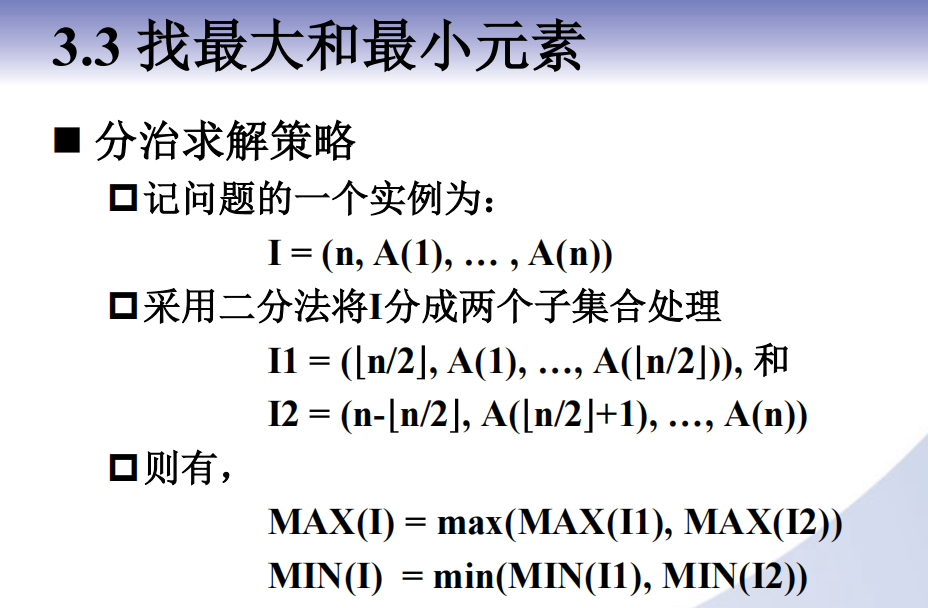 3.3 找最大和最小元素
■ 分治求解策略
记问题的一个实例为：
I = (n, A(1), … , A(n))
采用二分法将I分成两个子集合处理
I1 = (⌊n/2⌋, A(1), …, A(⌊n/2⌋)), 和
I2 = (n-⌊n/2⌋, A(⌊n/2⌋+1), …, A(n))
则有，
MAX(I) = max(MAX(I1), MAX(I2))
MIN(I) = min(MIN(I1), MIN(I2))